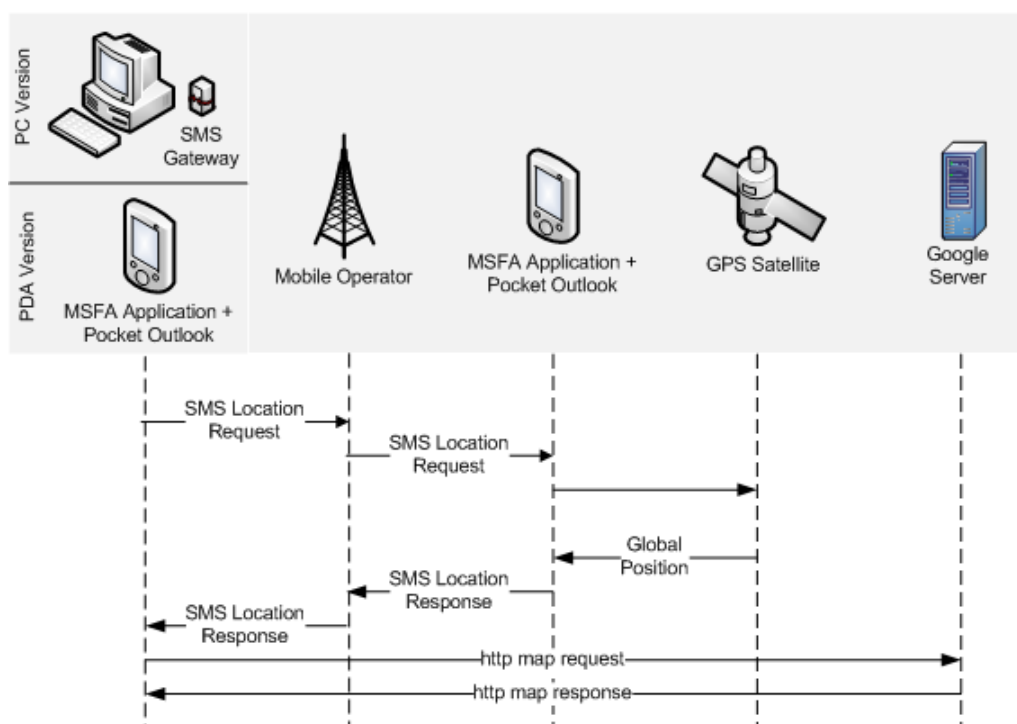 PC Version
SMS
Gateway
PDA Version
MSFA Application +
Pocket Outlook
Mobile Operator
MSFA Application +
Pocket Outlook
GPS Satellite
Google
Server
SMS Location
Request
SMS Location
Request
Global
Position
SMS Location
Response
SMS Location
Response
http map request
http map response